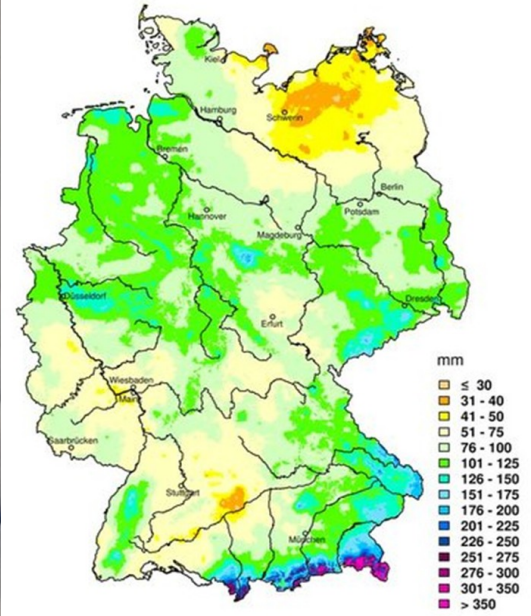 Kiel
Hamburg
Schwerin
Bremen
Berlin
Hannover
Potsdam
Magdeburg
Düsseldorf
Dresden
Erfurt
Wiesbaden
Mainz
Saarbrücken
Stuttgart
München
mm
≤ 30
31 - 40
41 - 50
51 - 75
76 - 100
101 - 125
126 - 150
151 - 175
176 - 200
201 - 225
226 - 250
251 - 275
276 - 300
301 - 350
> 350